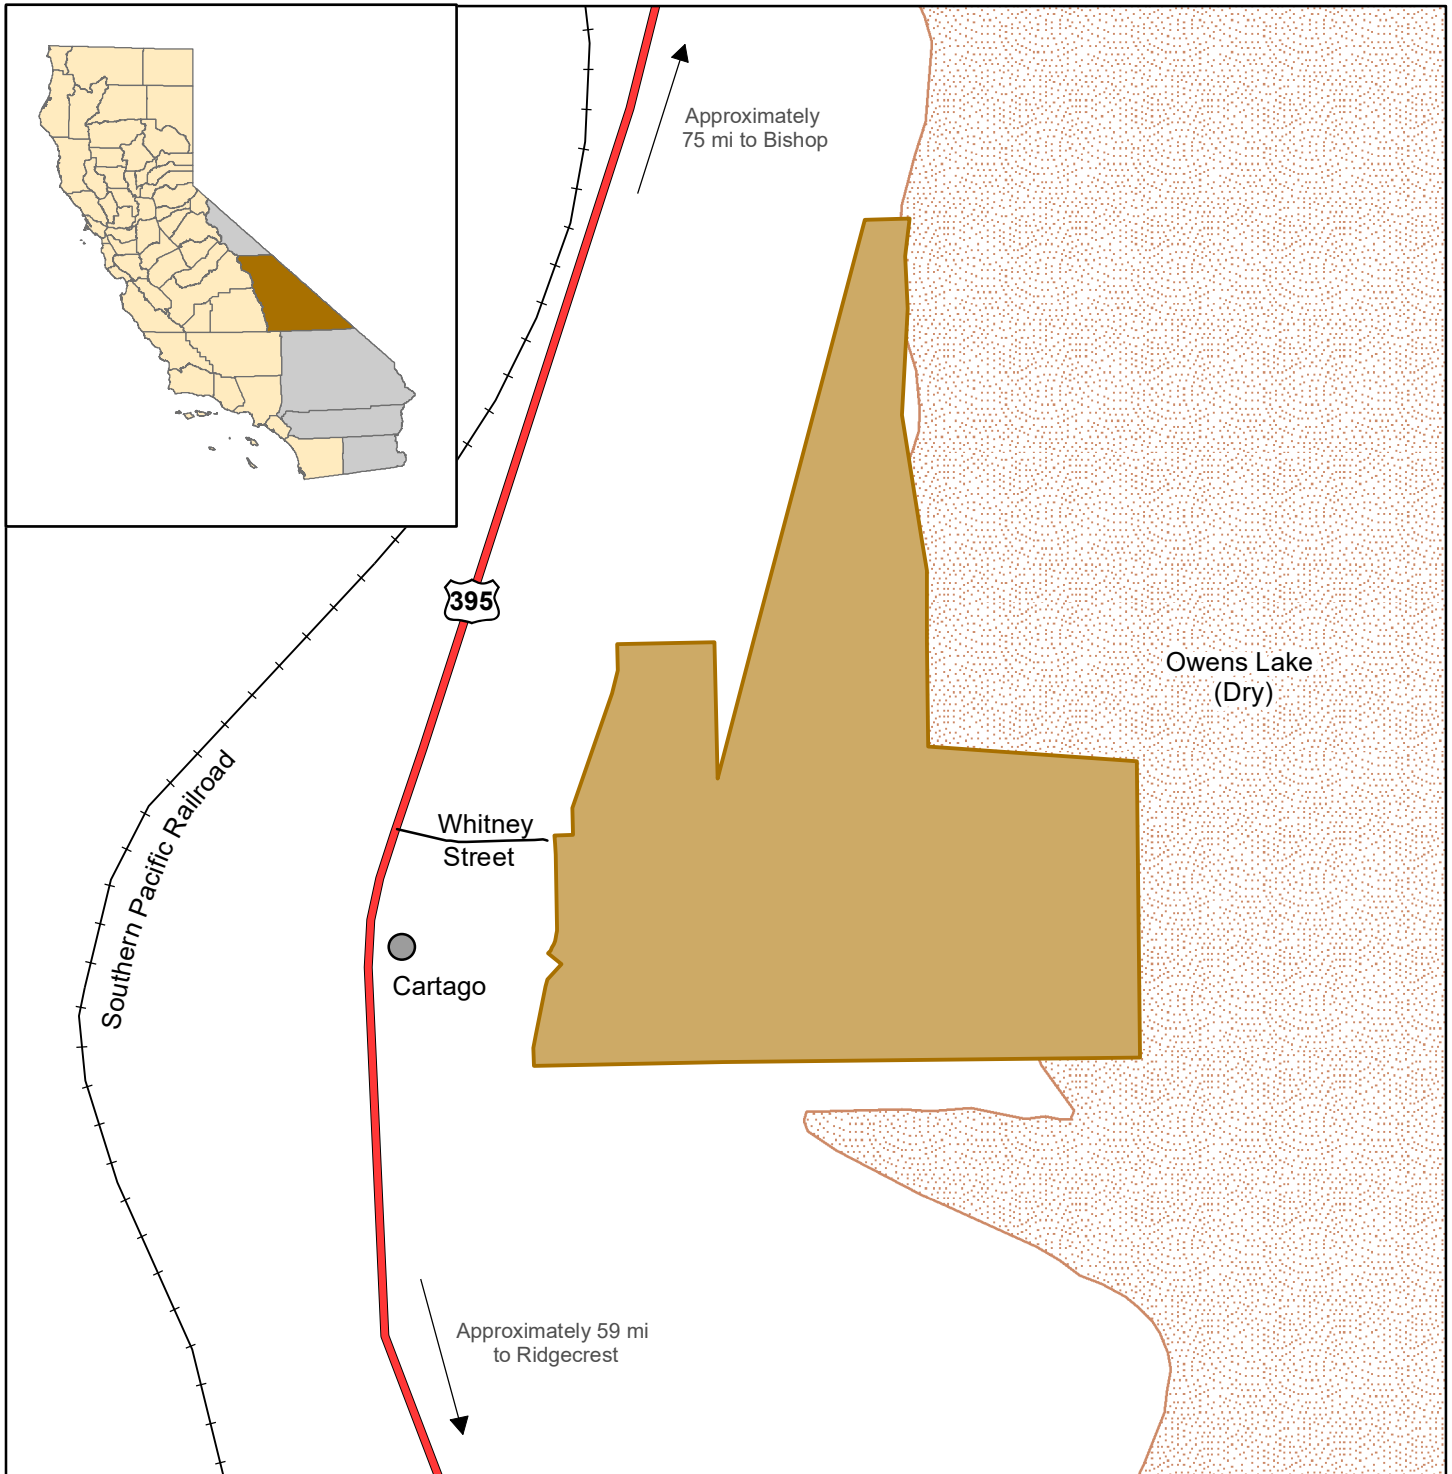 Approximately
75 mi to Bishop
395
Owens Lake
(Dry)
Southern Pacific Railroad
Whitney
Street
Cartago
Approximately 59 mi
to Ridgecrest